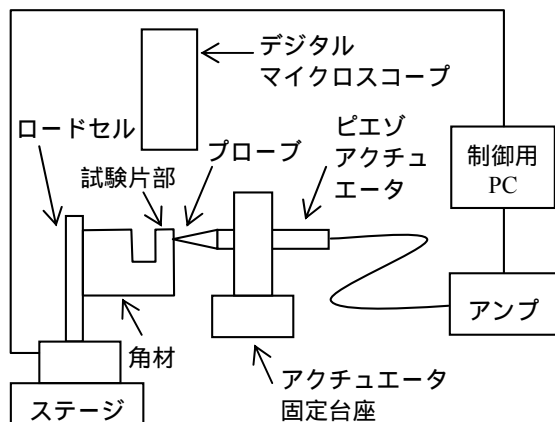 デジタル
マイクロスコープ
ロードセル
試験片部
プローブ
ピエゾ
アクチュ
エータ
制御用
PC
アンプ
角材
アクチュエータ
固定台座
ステージ